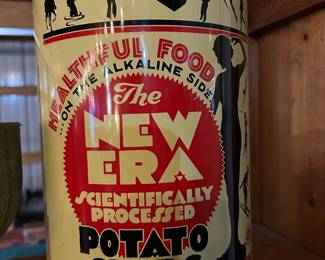 HEALTHFUL FOOD
...ON THE ALKALINE SIDE
The
NEW
ERA
SCIENTIFICALLY
PROCESSED
POTATO